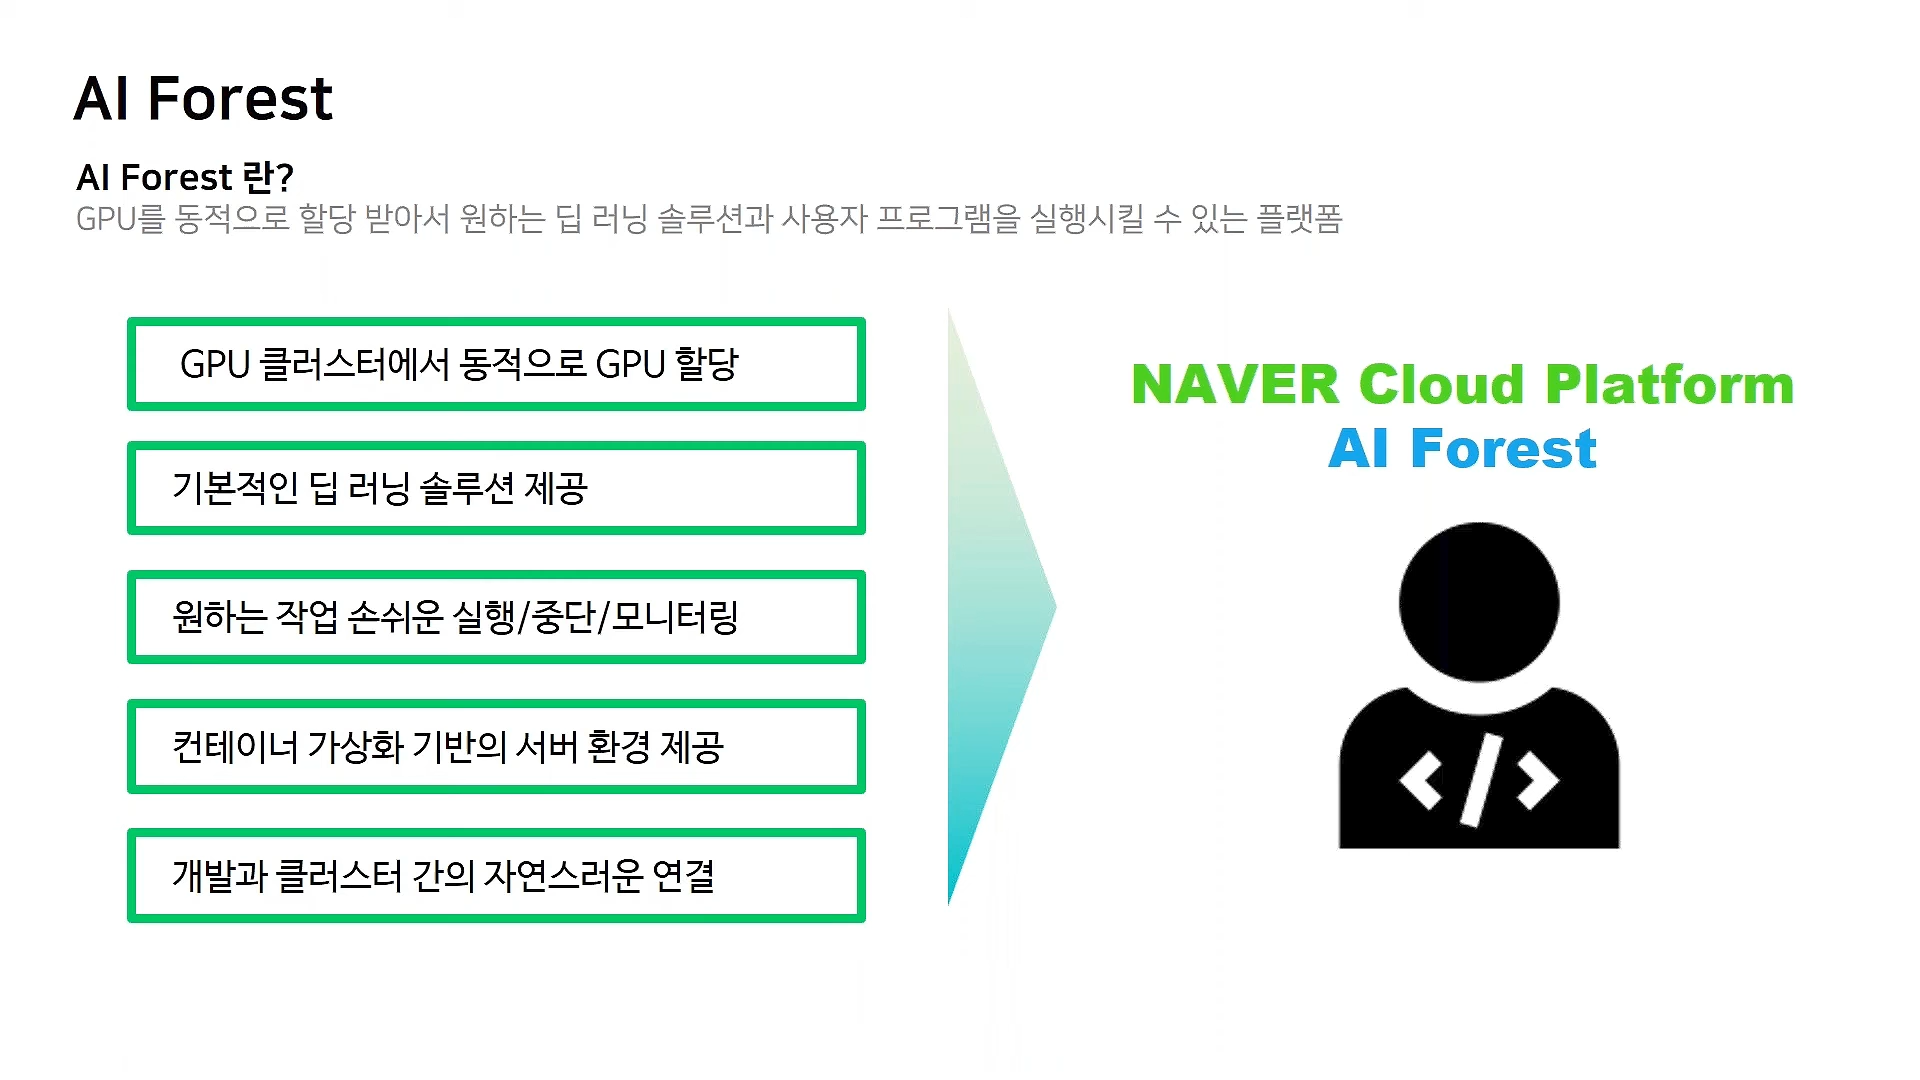 AI Forest
AI Forest 란?
GPU를 동적으로 할당 받아서 원하는 딥 러닝 솔루션과 사용자 프로그램을 실행시킬 수 있는 플랫폼
GPU 클러스터에서 동적으로 GPU 할당
기본적인 딥 러닝 솔루션 제공
원하는 작업 손쉬운 실행/중단/모니터링
컨테이너 가상화 기반의 서버 환경 제공
개발과 클러스터 간의 자연스러운 연결
NAVER Cloud Platform
AI Forest